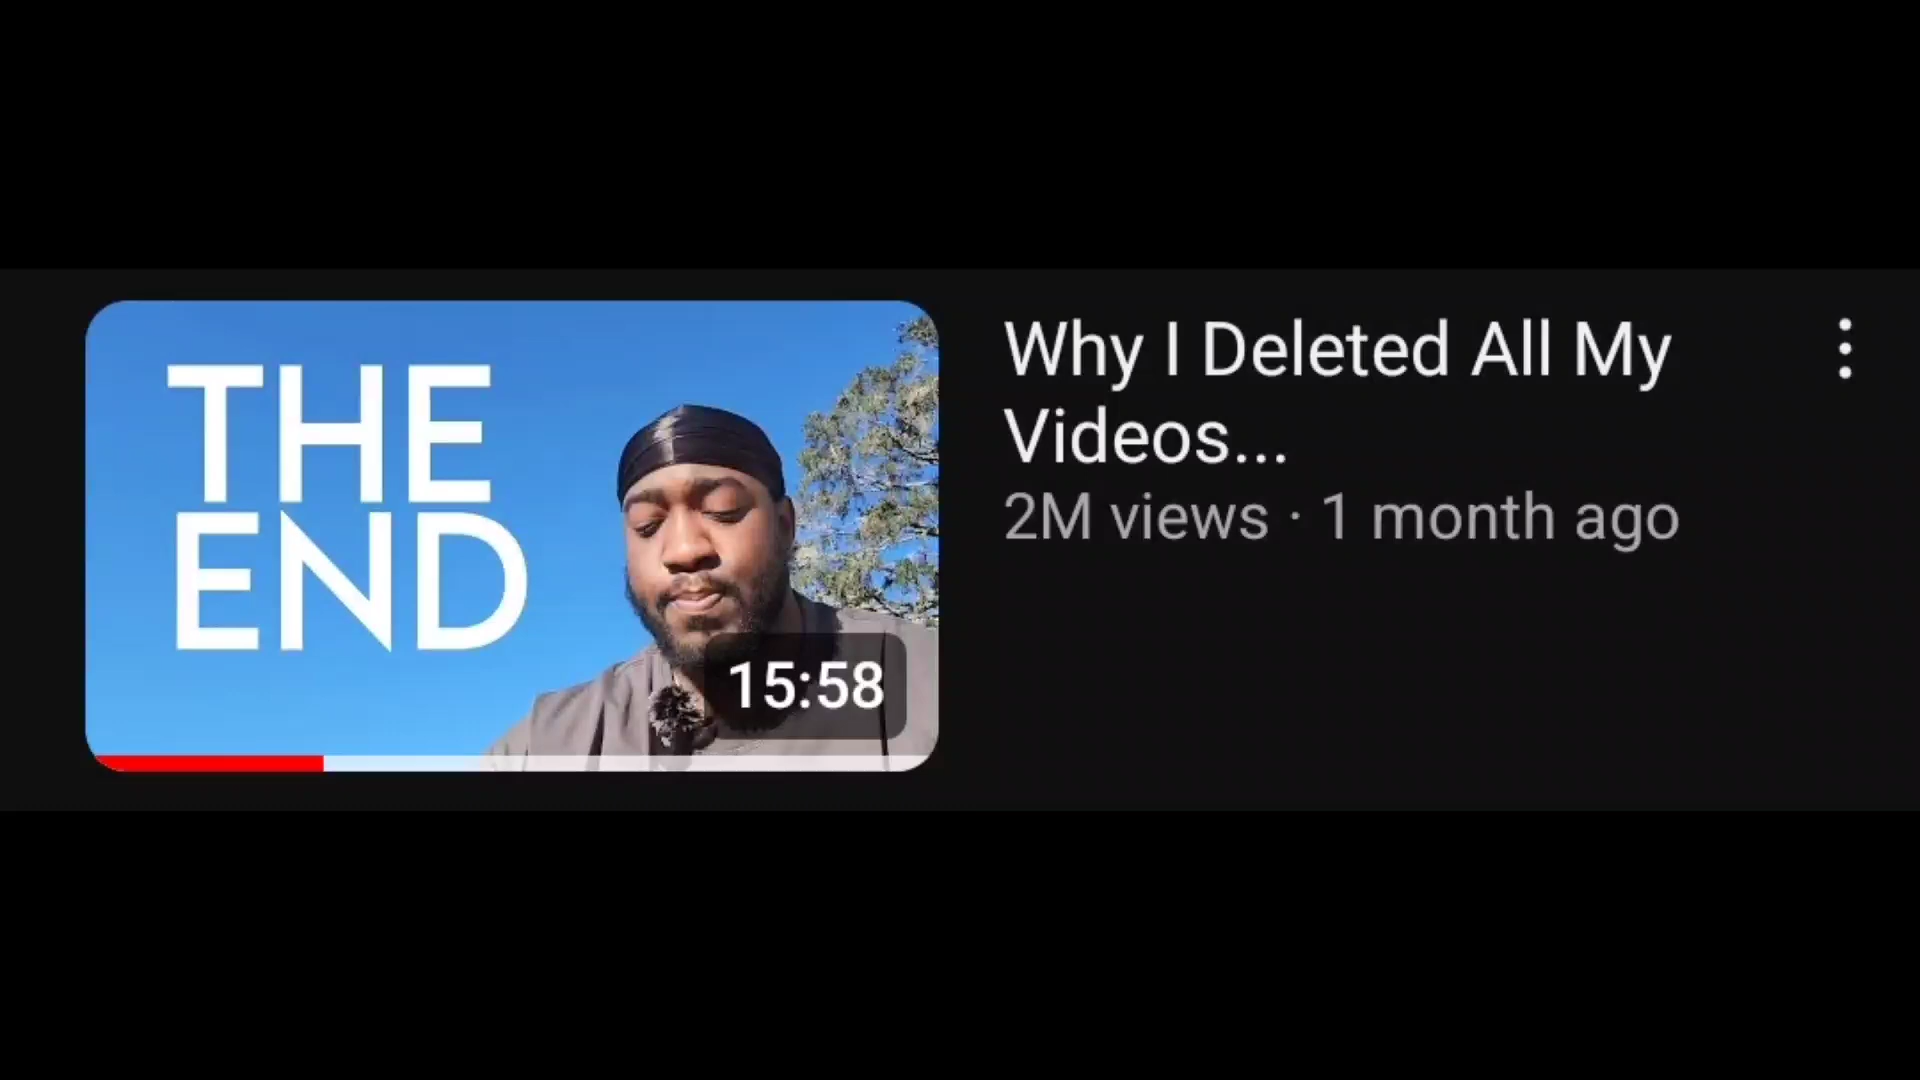 THE
END
15:58
Why I Deleted All My
Videos...
2M views · 1 month ago